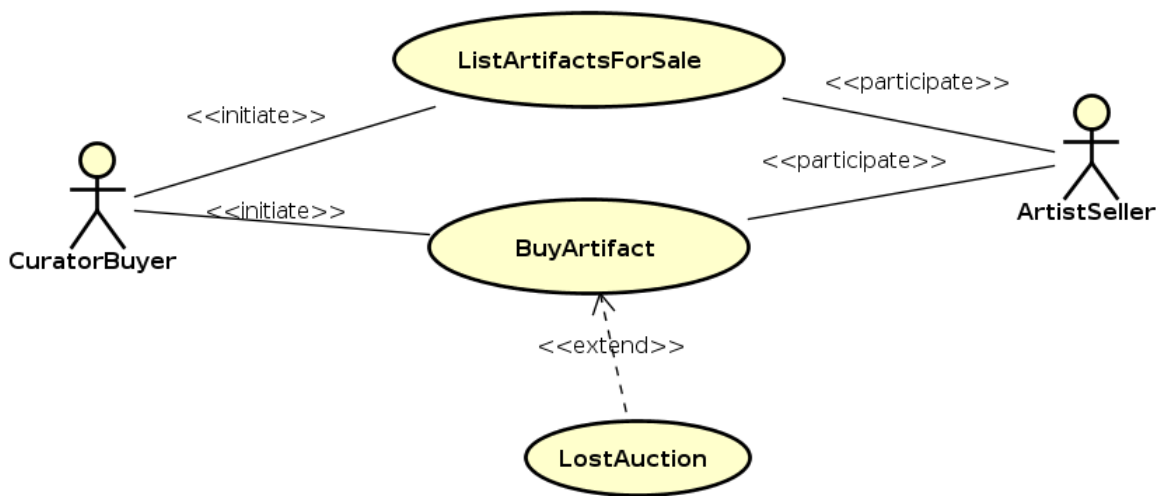 ListArtifactsForSale
<<participate>>
<<initiate>>
<<participate>>
ArtistSeller
<<initiate>>
CuratorBuyer
BuyArtifact
<<extend>>
LostAuction